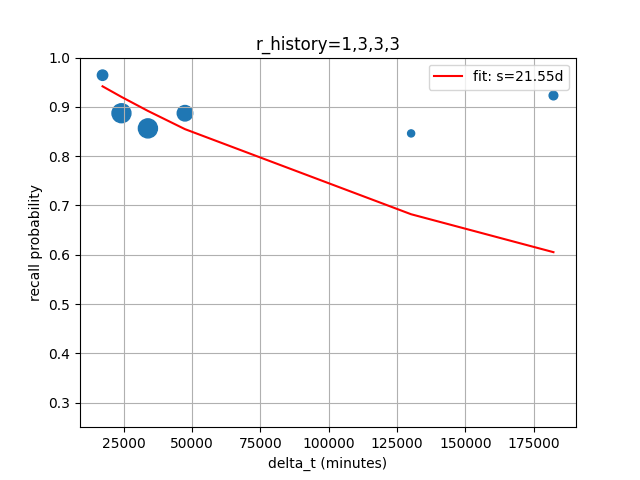 r_history=1,3,3,3
fit: s=21.55d
1.0
0.9
0.8
0.7
0.6
0.5
0.4
0.3
recall probability
25000 50000 75000 100000 125000 150000 175000
delta_t (minutes)